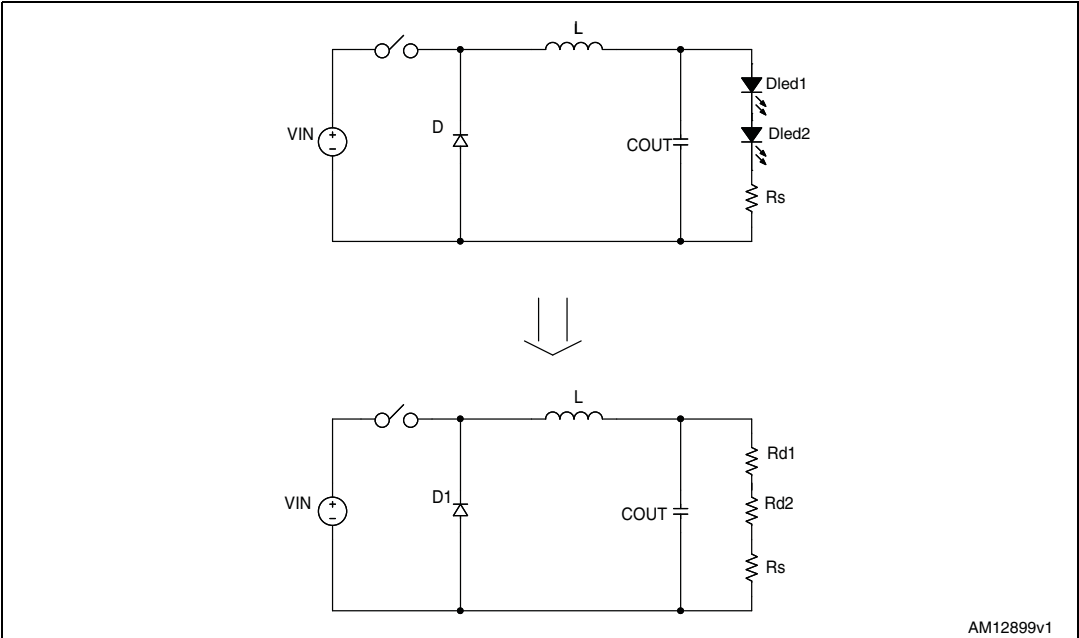 L
Dled1
VIN
D
Dled2
COUT
Rs
L
Rd1
VIN
D1
Rd2
COUT
Rs
AM12899v1